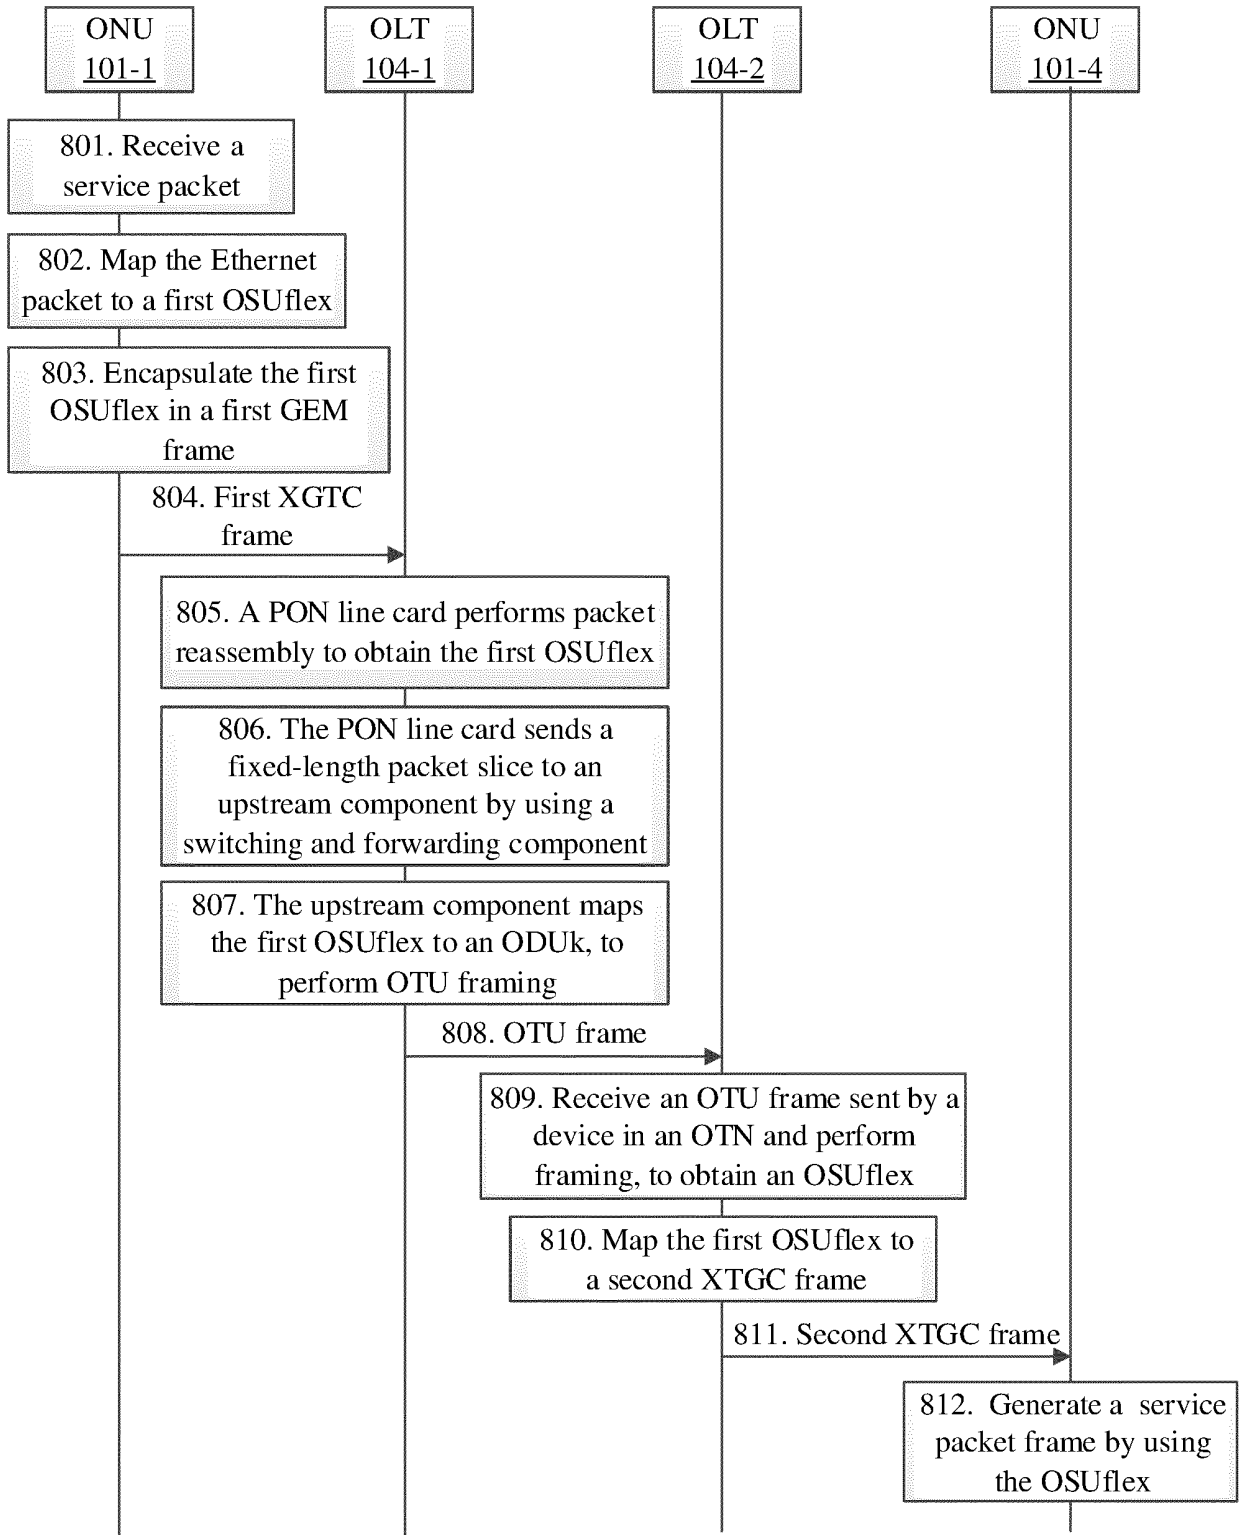 ONU
101-1
OLT
104-1
OLT
104-2
ONU
101-4
801. Receive a
service packet
802. Map the Ethernet
packet to a first OSUflex
803. Encapsulate the first
OSUflex in a first GEM
frame
804. First XGTC
frame
805. A PON line card performs packet
reassembly to obtain the first OSUflex
806. The PON line card sends a
fixed-length packet slice to an
upstream component by using a
switching and forwarding component
807. The upstream component maps
the first OSUflex to an ODUk, to
perform OTU framing
808. OTU frame
809. Receive an OTU frame sent by a
device in an OTN and perform
framing, to obtain an OSUflex
810. Map the first OSUflex to
a second XTGC frame
811. Second XTGC frame
812. Generate a service
packet frame by using
the OSUflex